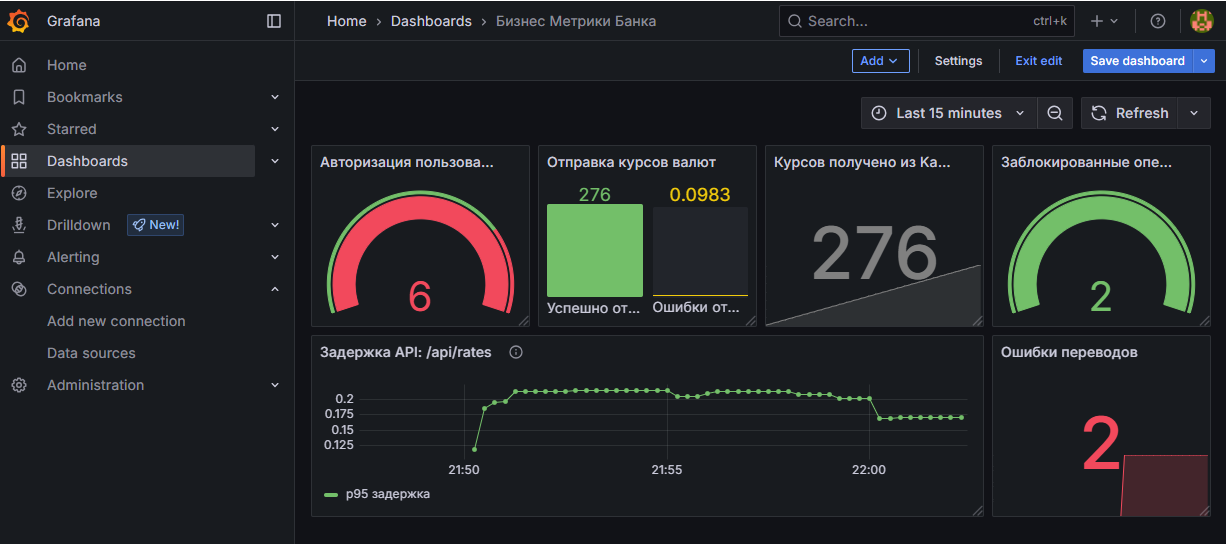 Grafana
Home › Dashboards › Бизнес Метрики Банка
Search...
ctrl+k
Home
Bookmarks
Starred
Dashboards
Explore
Drilldown
New!
Alerting
Connections
Add new connection
Data sources
Administration
Add
Settings
Exit edit
Save dashboard
Last 15 minutes
Refresh
Авторизация пользова...
6
Отправка курсов валют
276
0.0983
Успешно от...
Ошибки от...
Курсов получено из Ka...
276
Заблокированные опе...
2
Задержка API: /api/rates
0.2
0.175
0.15
0.125
21:50
21:55
22:00
p95 задержка
Ошибки переводов
2